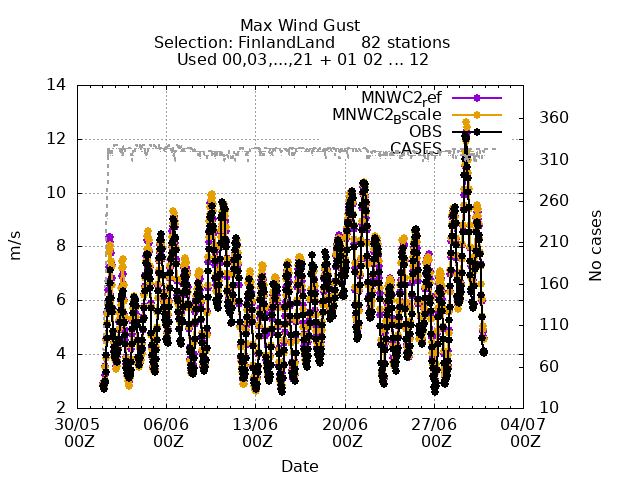 Max Wind Gust
Selection: FinlandLand 82 stations
Used 00,03,...,21 + 01 02 ... 12
MNWC2ref
MNWC2Bscale
OBS
CASES
14
12
10
8
6
4
2
360
310
260
210
160
110
60
10
m/s
No cases
30/05 06/06 13/06 20/06 27/06 04/07
00Z 00Z 00Z 00Z 00Z 00Z
Date